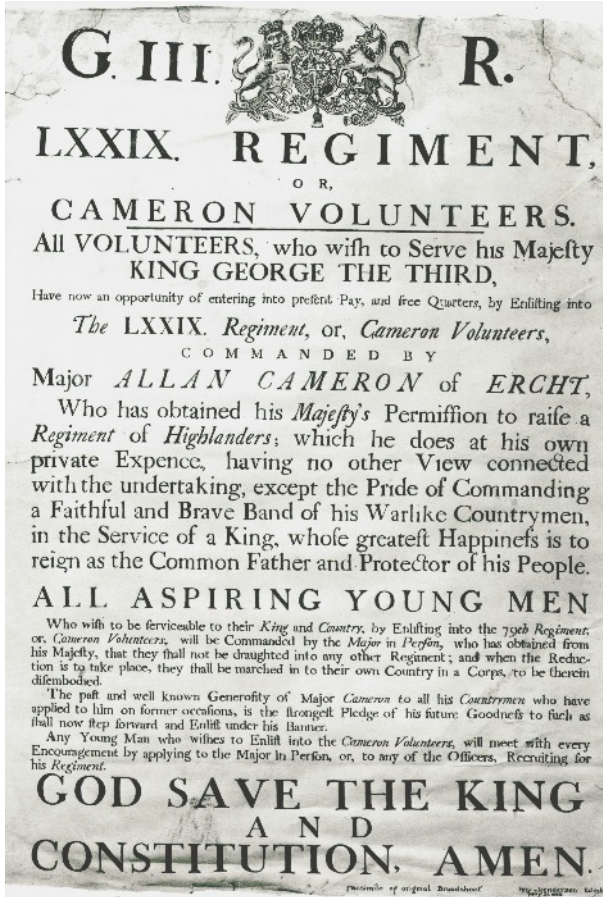 G. III. R.
LXXIX. REGIMENT,
OR,
CAMERON VOLUNTEERS.
All VOLUNTEERS, who wiſh to Serve his Majeſty
KING GEORGE THE THIRD,
Have now an opportunity of entering into preſent Pay, and free Quarters, by Enliſting into
The LXXIX. Regiment, or, Cameron Volunteers,
COMMANDED BY
Major ALLAN CAMERON of ERCHT,
Who has obtained his Majeſty's Permiſſion to raiſe a
Regiment of Highlanders; which he does at his own
private Expence, having no other View connected
with the undertaking, except the Pride of Commanding
a Faithful and Brave Band of his Warlike Countrymen,
in the Service of a King, whoſe greateſt Happineſs is to
reign as the Common Father and Protector of his People.
ALL ASPIRING YOUNG MEN
Who wiſh to be ſerviceable to their King and Country, by Enliſting into the 79th Regiment,
or, Cameron Volunteers, will be Commanded by the Major in Perſon, who has obtained from
his Majeſty, that they ſhall not be draughted into any other Regiment; and when the Reduc-
tion is to take place, they ſhall be marched in to their own Country in a Corps, to be therein
diſembodied.
The paſt and well known Generoſity of Major Cameron to all his Countrymen who have
applied to him on former occaſions, is the ſtrongeſt Pledge of his future Goodneſs to ſuch as
ſhall now ſtep forward and Enliſt under his Banner.
Any Young Man who wiſhes to Enliſt into the Cameron Volunteers, will meet with every
Encouragement by applying to the Major in Perſon, or, to any of the Officers, Recruiting for
his Regiment.
GOD SAVE THE KING
AND
CONSTITUTION, AMEN.
Facsimile of original Broadsheet